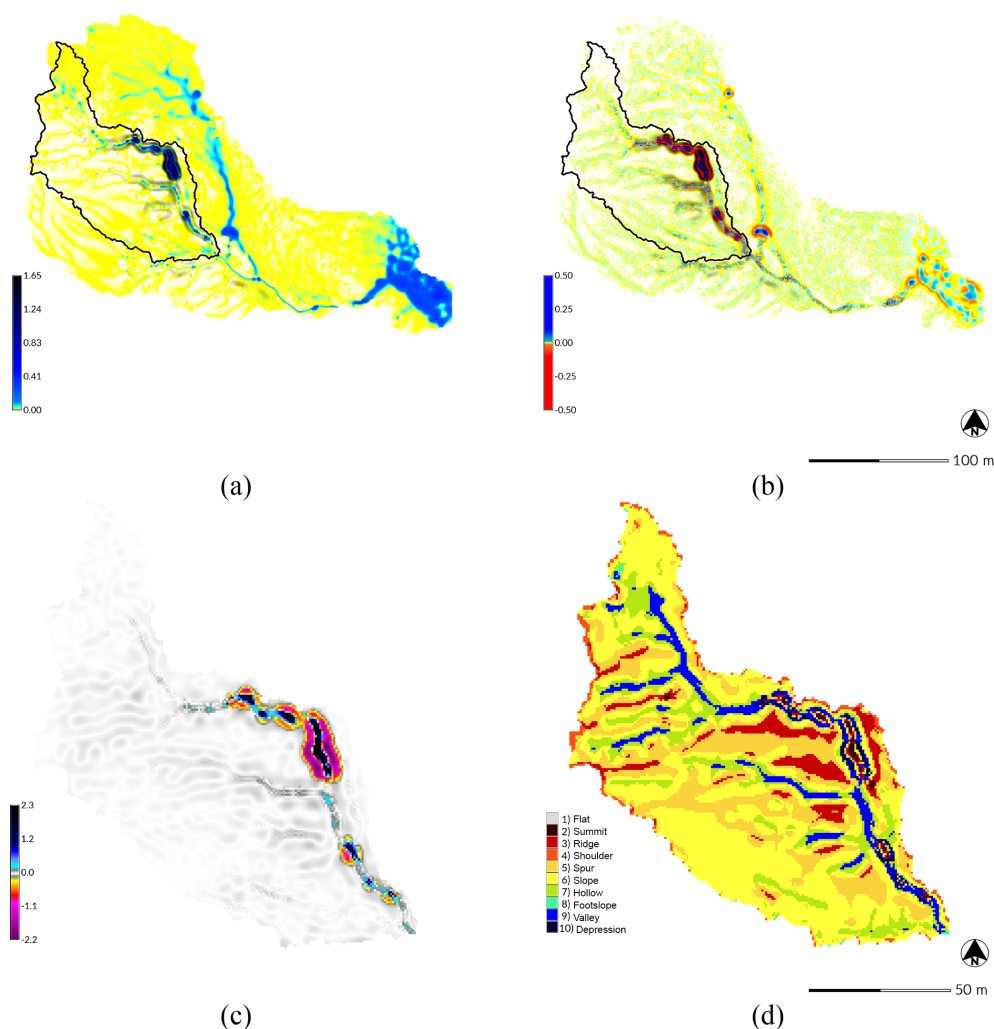 1.65
1.24
0.83
0.41
0.00
0.50
0.25
0.00
-0.25
-0.50
N
100 m
(a)
(b)
2.3
1.2
0.0
-1.1
-2.2
1) Flat
2) Summit
3) Ridge
4) Shoulder
5) Spur
6) Slope
7) Hollow
8) Footslope
9) Valley
10) Depression
N
50 m
(c)
(d)